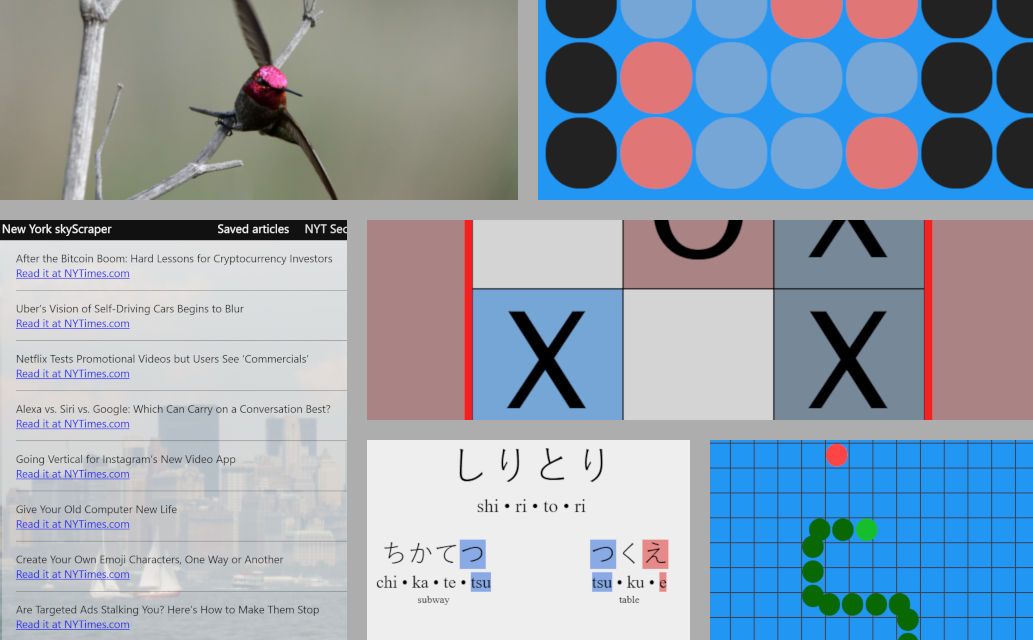 New York skyScraper Saved articles NYT Sec
After the Bitcoin Boom: Hard Lessons for Cryptocurrency Investors
Read it at NYTimes.com
Uber's Vision of Self-Driving Cars Begins to Blur
Read it at NYTimes.com
Netflix Tests Promotional Videos but Users See 'Commercials'
Read it at NYTimes.com
Alexa vs. Siri vs. Google: Which Can Carry on a Conversation Best?
Read it at NYTimes.com
Going Vertical for Instagram's New Video App
Read it at NYTimes.com
Give Your Old Computer New Life
Read it at NYTimes.com
Create Your Own Emoji Characters, One Way or Another
Read it at NYTimes.com
Are Targeted Ads Stalking You? Here's How to Make Them Stop
Read it at NYTimes.com
O X
X X
しりとり
shi • ri • to • ri
ちかてつ つくえ
chi • ka • te • tsu tsu • ku • e
subway table